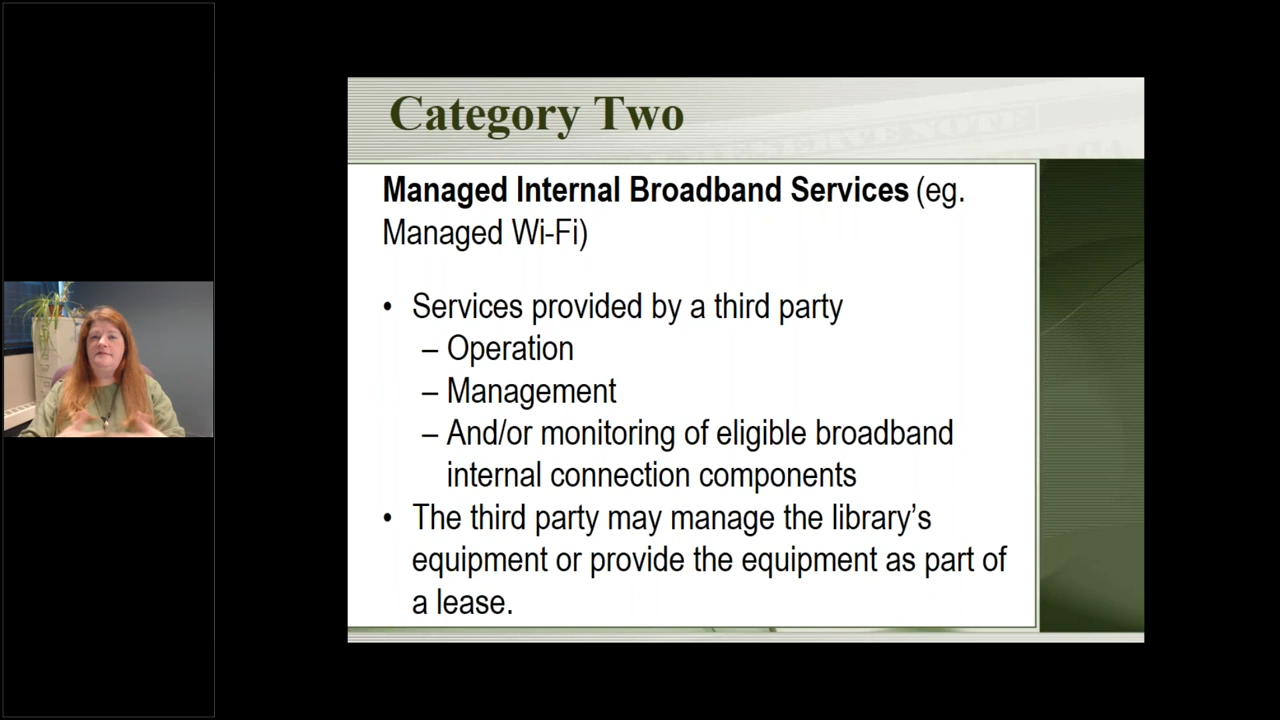 Category Two
Managed Internal Broadband Services (eg.
Managed Wi-Fi)
• Services provided by a third party
– Operation
– Management
– And/or monitoring of eligible broadband
internal connection components
• The third party may manage the library’s
equipment or provide the equipment as part of
a lease.